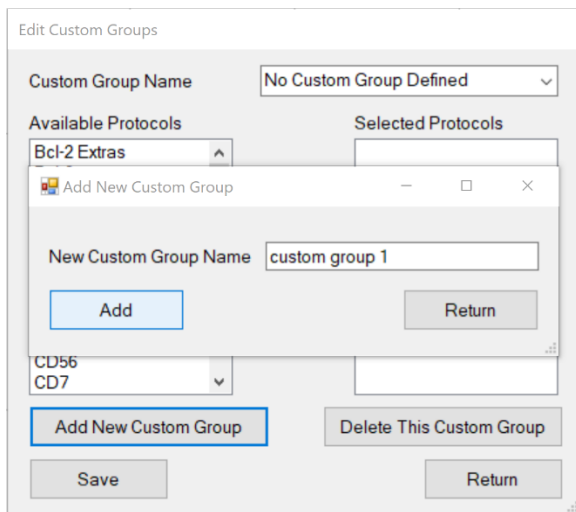 Edit Custom Groups
Custom Group Name No Custom Group Defined
Available Protocols Selected Protocols
Bcl-2 Extras
Add New Custom Group
New Custom Group Name custom group 1
Add Return
CD56
CD7
Add New Custom Group Delete This Custom Group
Save Return